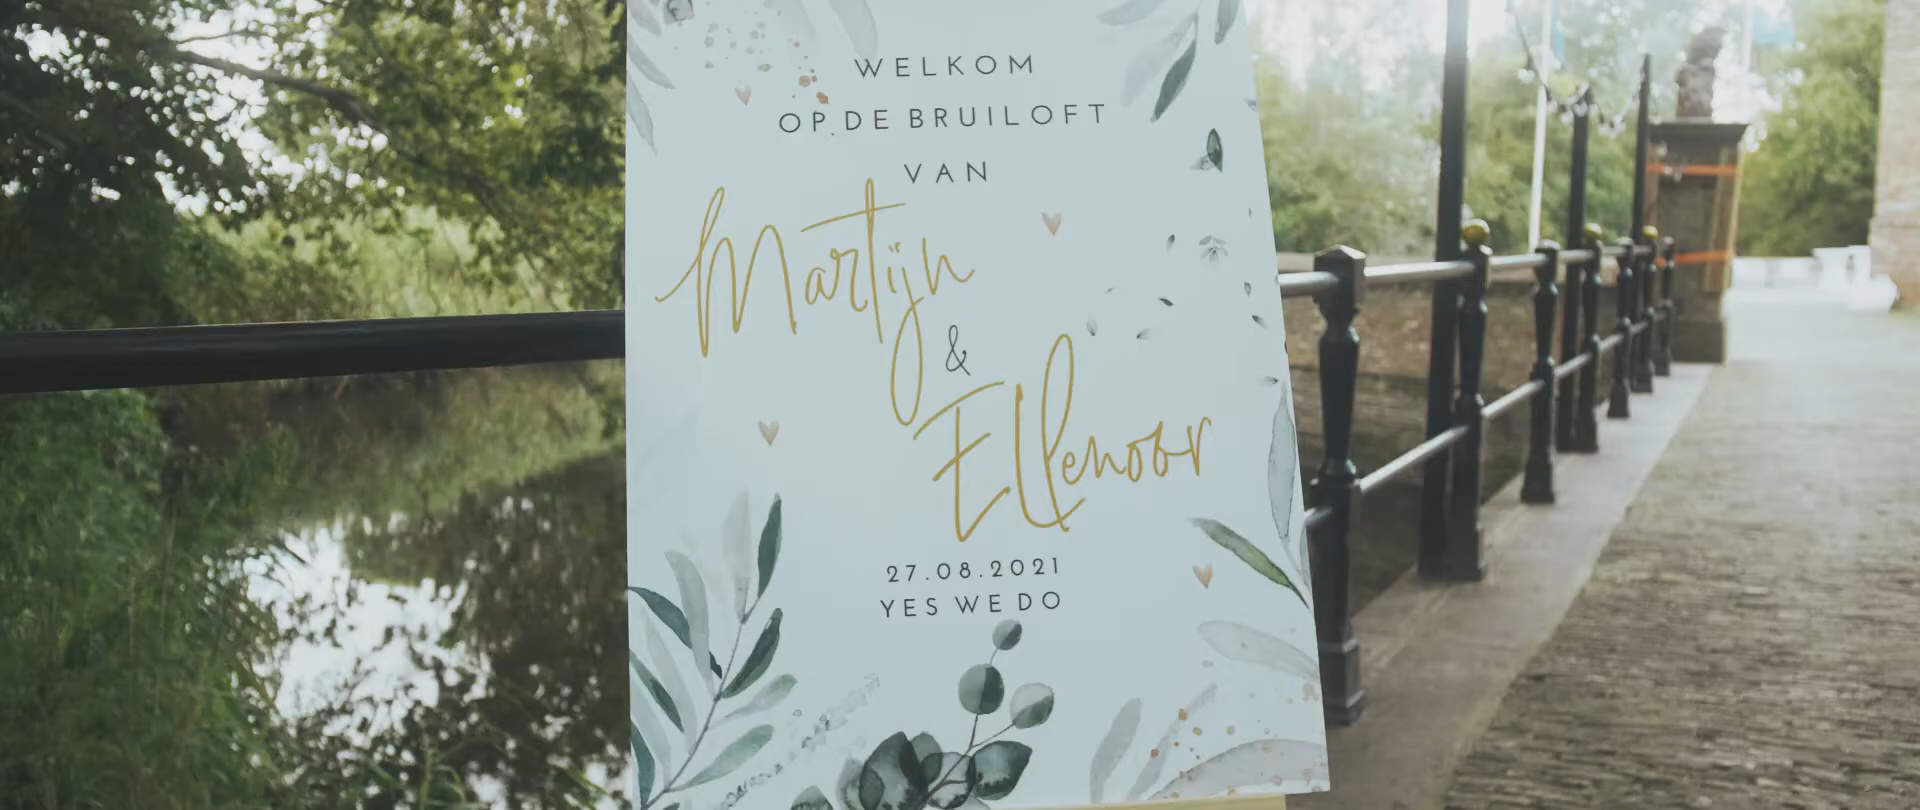 WELKOM
OP DE BRUILOFT
VAN
Martijn
&
Ellenoor
27.08.2021
YES WE DO